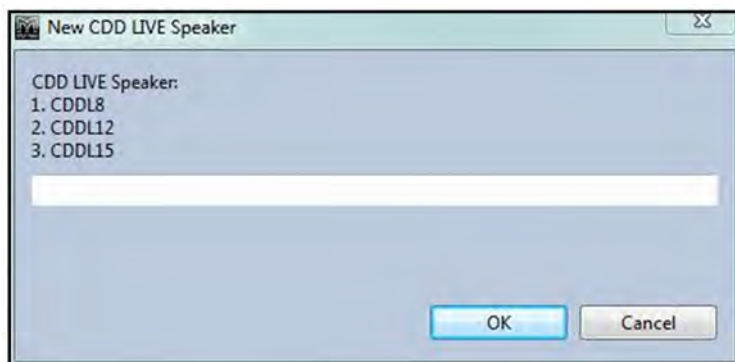 New CDD LIVE Speaker
CDD LIVE Speaker:
1. CDDL8
2. CDDL12
3. CDDL15
OK
Cancel